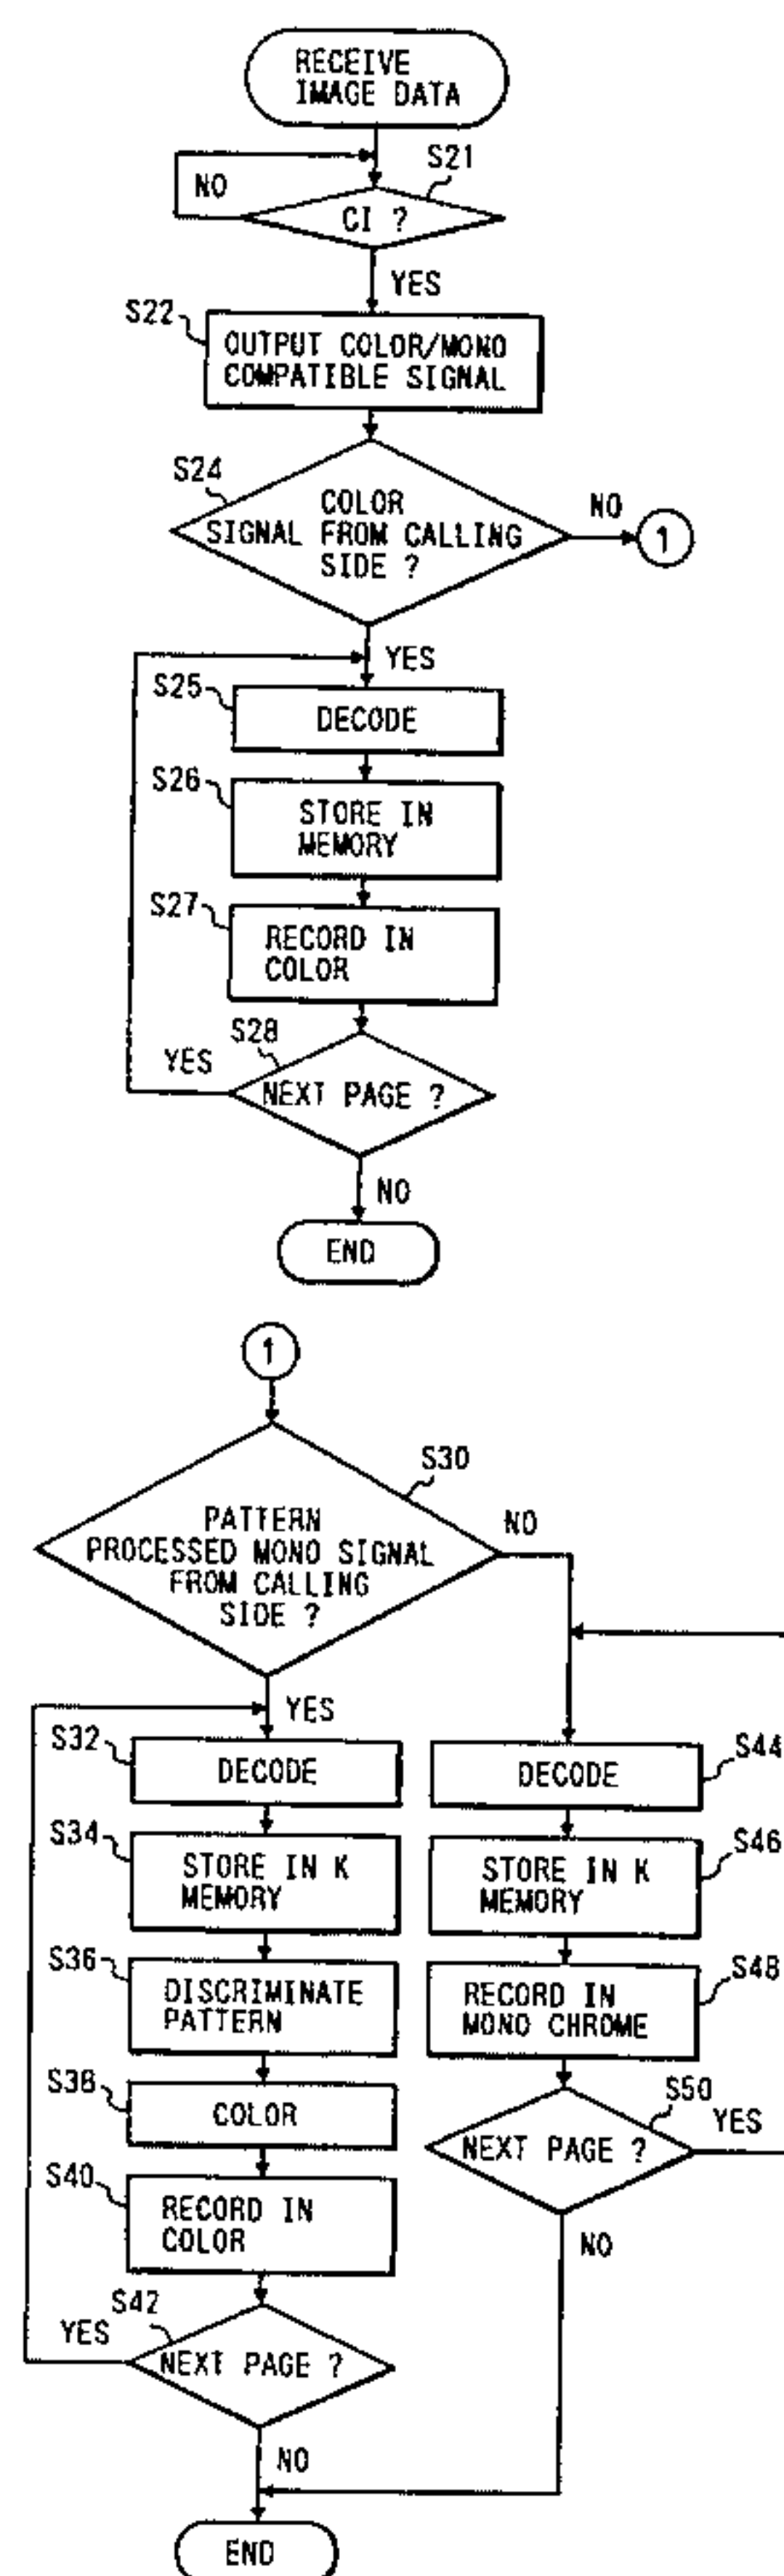 RECEIVE
IMAGE DATA
S21
NO
CI ?
YES
S22
OUTPUT COLOR/MONO
COMPATIBLE SIGNAL
S24
COLOR
SIGNAL FROM CALLING
SIDE ?
NO
1
YES
S25
DECODE
S26
STORE IN
MEMORY
S27
RECORD IN
COLOR
S28
YES
NEXT PAGE ?
NO
END
1
S30
PATTERN
PROCESSED MONO SIGNAL
FROM CALLING
SIDE ?
NO
YES
S32
DECODE
S34
STORE IN K
MEMORY
S36
DISCRIMINATE
PATTERN
S38
COLOR
S40
RECORD IN
COLOR
S42
YES
NEXT PAGE ?
NO
END
S44
DECODE
S46
STORE IN K
MEMORY
S48
RECORD IN
MONO CHROME
S50
NEXT PAGE ?
YES
NO